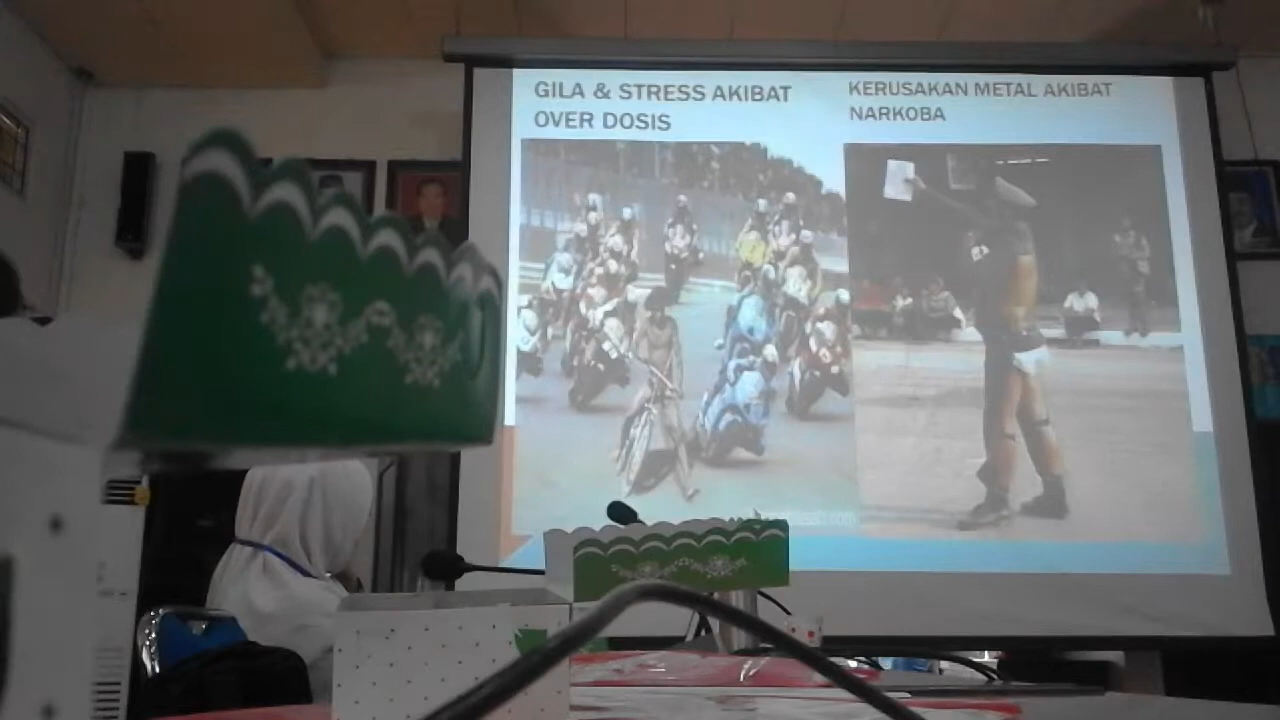 GILA & STRESS AKIBAT
OVER DOSIS
KERUSAKAN METAL AKIBAT
NARKOBA